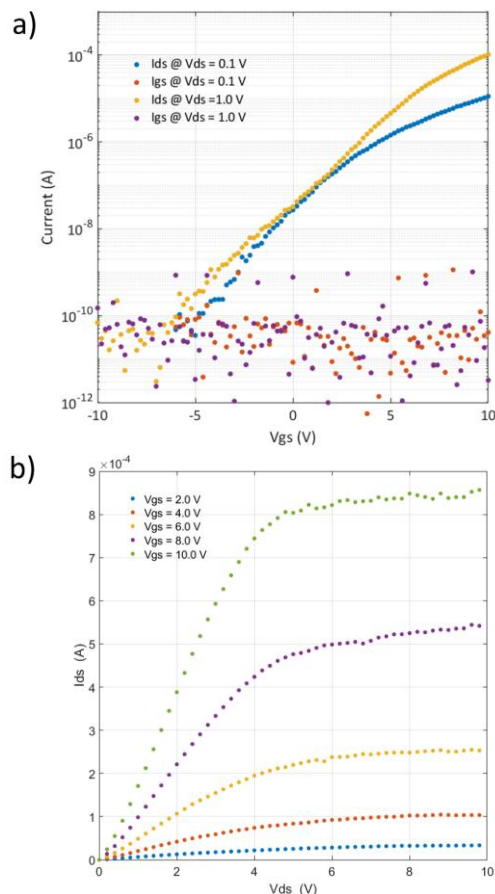 a)
Current (A)
10⁻⁴
10⁻⁶
10⁻⁸
10⁻¹⁰
10⁻¹²
Ids @ Vds = 0.1 V
Igs @ Vds = 0.1 V
Ids @ Vds =1.0 V
Igs @ Vds = 1.0 V
-10 -5 0 5 10
Vgs (V)
b)
×10⁻⁴
Ids (A)
9
8
7
6
5
4
3
2
1
0
Vgs = 2.0 V
Vgs = 4.0 V
Vgs = 6.0 V
Vgs = 8.0 V
Vgs = 10.0 V
0 2 4 6 8 10
Vds (V)